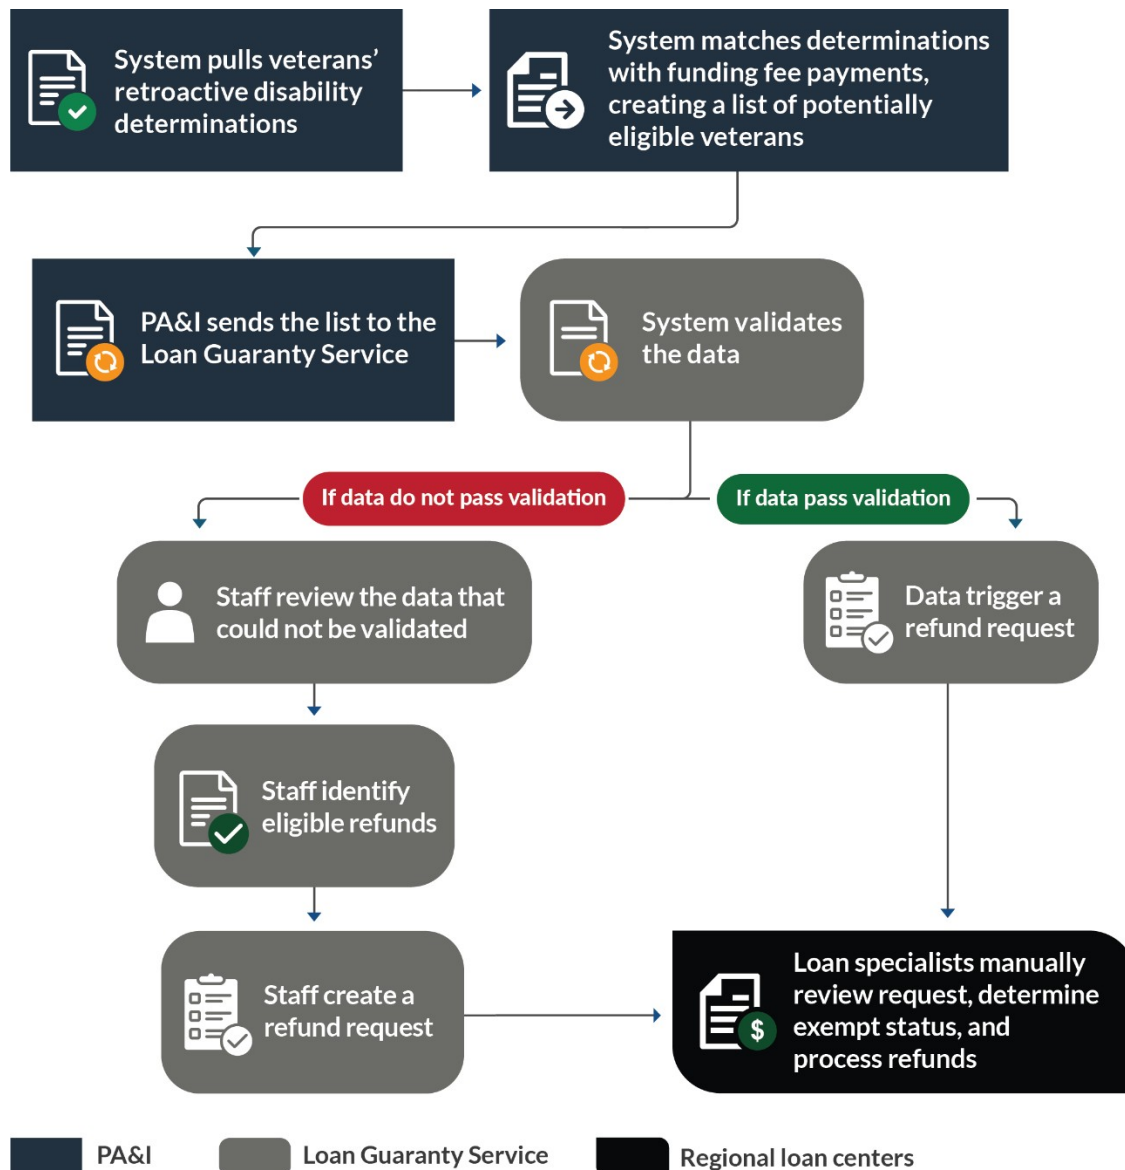 System pulls veterans’
retroactive disability
determinations
System matches determinations
with funding fee payments,
creating a list of potentially
eligible veterans
PA&I sends the list to the
Loan Guaranty Service
System validates
the data
If data do not pass validation
If data pass validation
Staff review the data that
could not be validated
Data trigger a
refund request
Staff identify
eligible refunds
Staff create a
refund request
Loan specialists manually
review request, determine
exempt status, and
process refunds
$
PA&I
Loan Guaranty Service
Regional loan centers